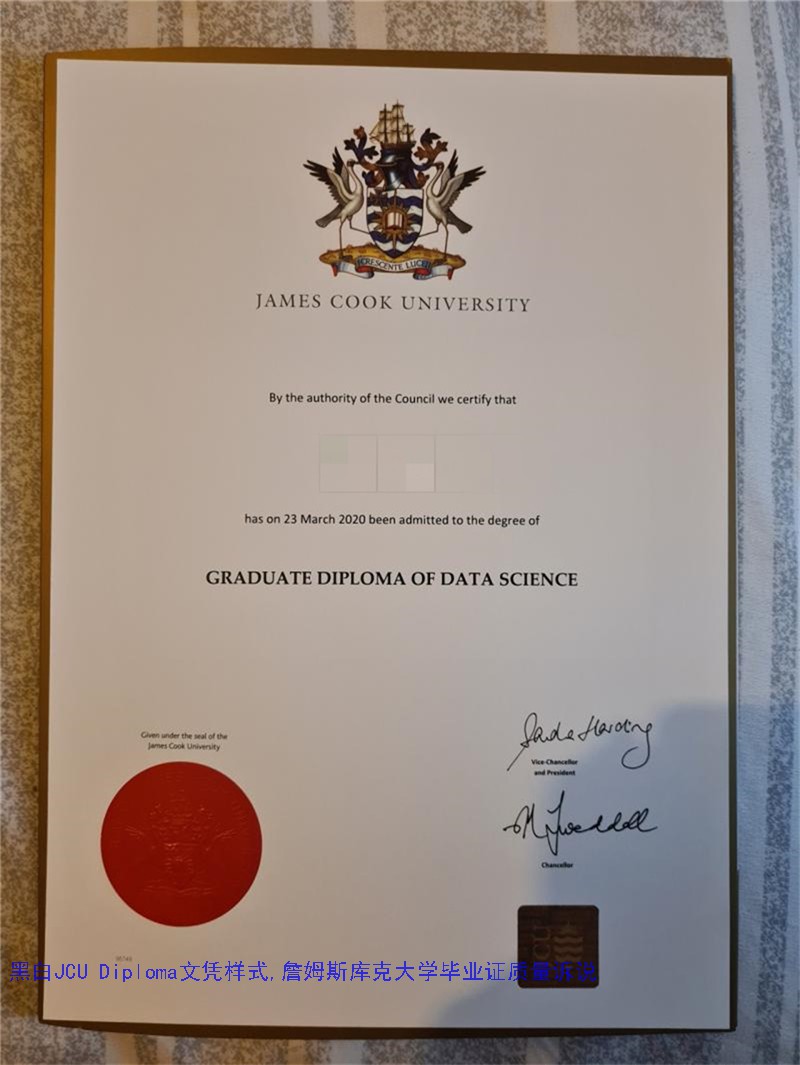 CRESCENTE LUCE
JAMES COOK UNIVERSITY
By the authority of the Council we certify that
has on 23 March 2020 been admitted to the degree of
GRADUATE DIPLOMA OF DATA SCIENCE
Given under the seal of the
James Cook University
Vice-Chancellor
and President
Chancellor
JCU
黑白JCU Diploma文凭样式,詹姆斯库克大学毕业证质量诉说